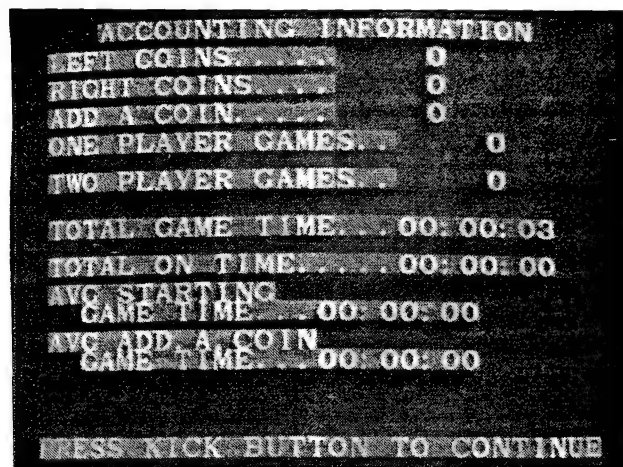 ACCOUNTING INFORMATION
LEFT COINS..... 0
RIGHT COINS.... 0
ADD A COIN..... 0
ONE PLAYER GAMES.. 0
TWO PLAYER GAMES.. 0
TOTAL GAME TIME...00:00:03
TOTAL ON TIME.....00:00:00
AVG STARTING
GAME TIME...00:00:00
AVG ADD A COIN
GAME TIME...00:00:00
PRESS KICK BUTTON TO CONTINUE